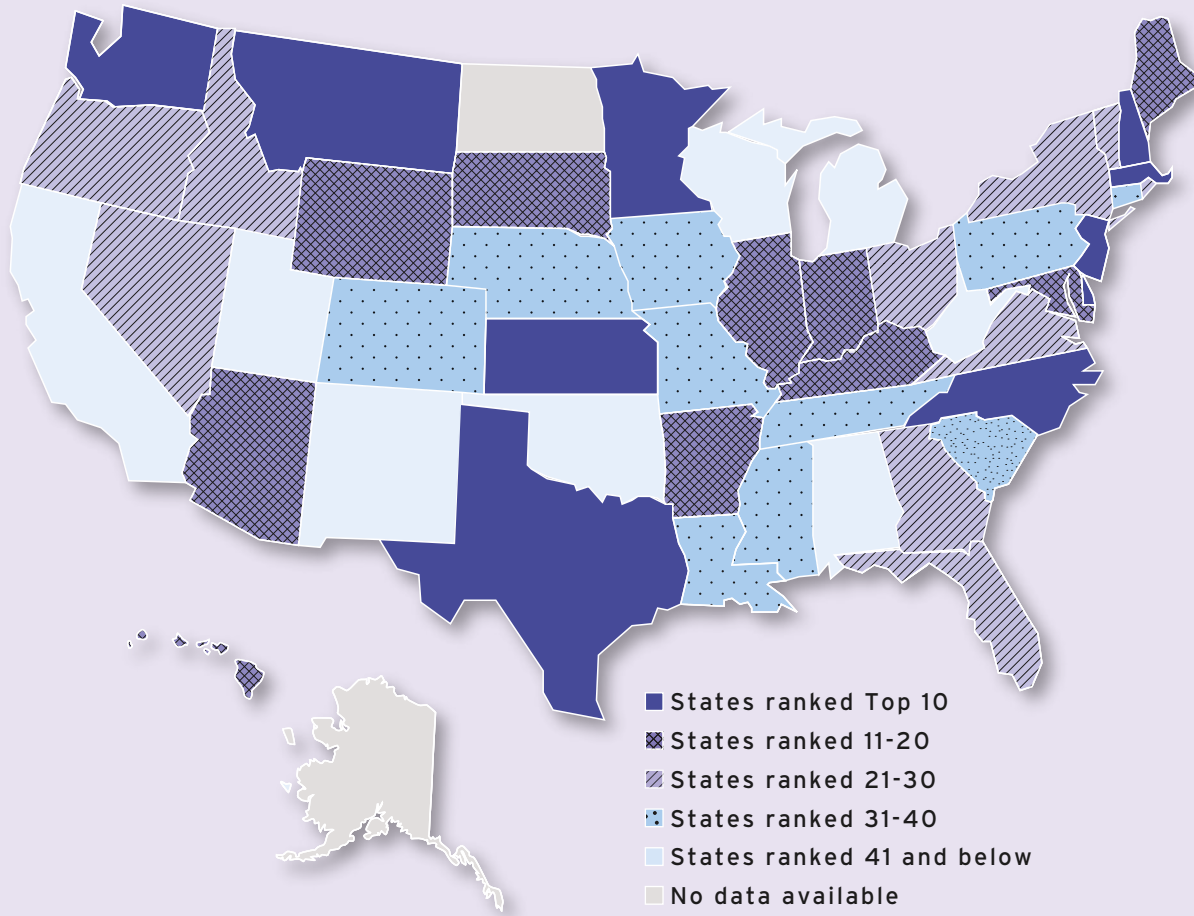 States ranked Top 10
States ranked 11-20
States ranked 21-30
States ranked 31-40
States ranked 41 and below
No data available